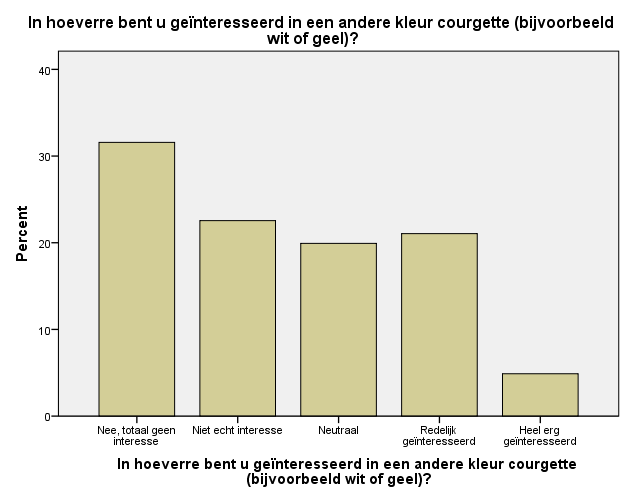 In hoeverre bent u geïnteresseerd in een andere kleur courgette (bijvoorbeeld
wit of geel)?
40
30
20
10
0
Percent
Nee, totaal geen
interesse
Niet echt interesse
Neutraal
Redelijk
geïnteresseerd
Heel erg
geïnteresseerd
In hoeverre bent u geïnteresseerd in een andere kleur courgette
(bijvoorbeeld wit of geel)?